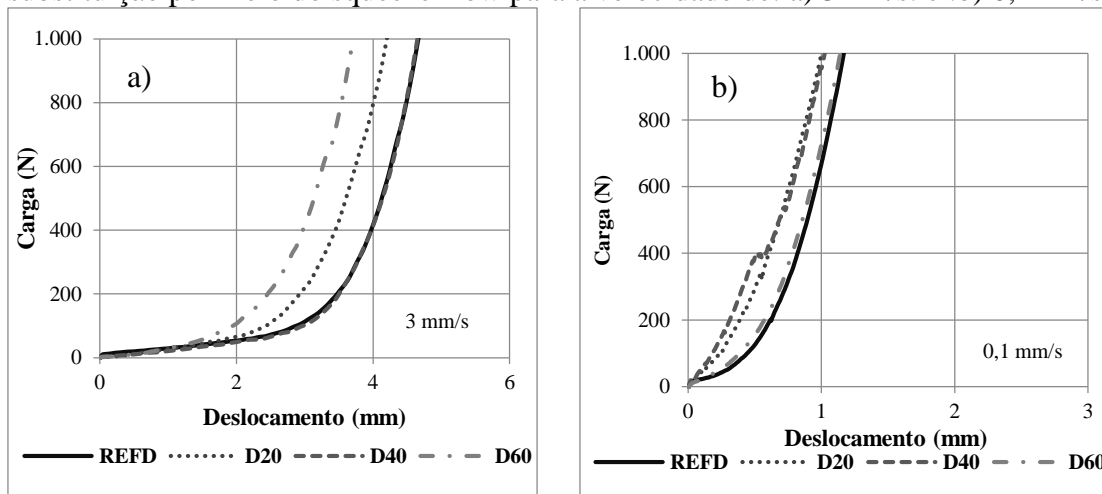 a)
1.000
800
600
400
200
0
Carga (N)
3 mm/s
0 2 4 6
Deslocamento (mm)
REFD D20 D40 D60
b)
1.000
800
600
400
200
0
Carga (N)
0,1 mm/s
0 1 2 3
Deslocamento (mm)
REFD D20 D40 D60